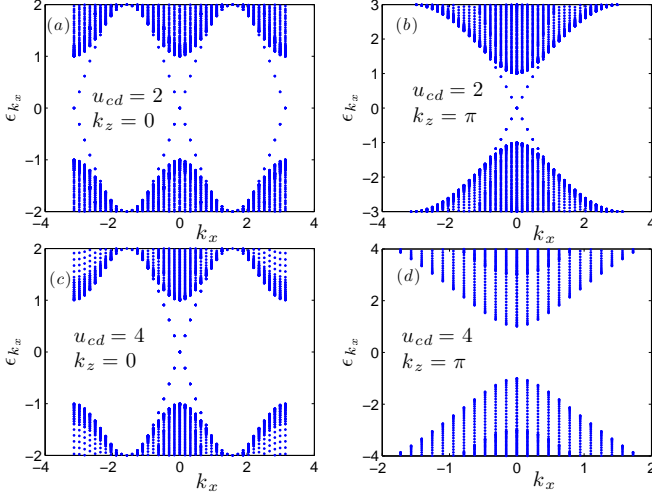 (a)
2
1
0
−1
−2
ϵ_{k_x}
u_{cd} = 2
k_z = 0
−4 −2 0 2 4
k_x
(b)
3
2
1
0
−1
−2
−3
ϵ_{k_x}
u_{cd} = 2
k_z = π
−4 −2 0 2 4
k_x
(c)
2
1
0
−1
−2
ϵ_{k_x}
u_{cd} = 4
k_z = 0
−4 −2 0 2 4
k_x
(d)
4
2
0
−2
−4
ϵ_{k_x}
u_{cd} = 4
k_z = π
−2 −1 0 1 2
k_x